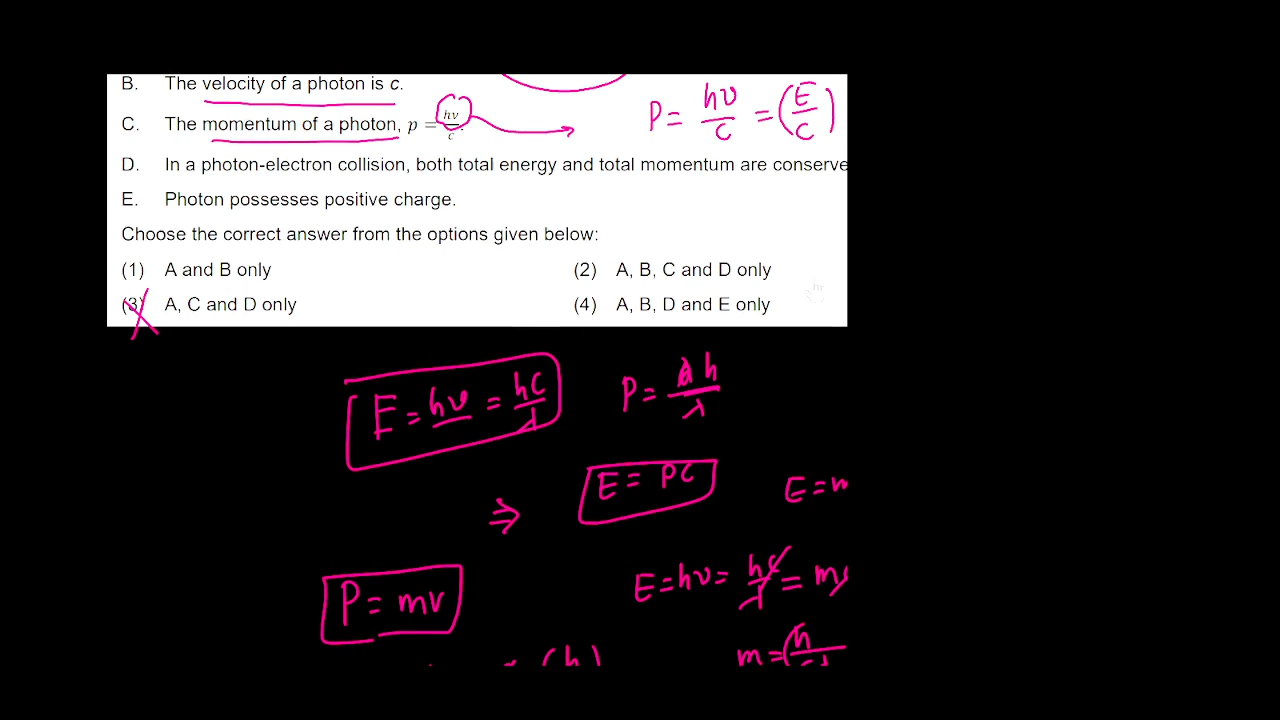 B. The velocity of a photon is c.
C. The momentum of a photon, p = hν/c.
P = hν/c = (E/c)
D. In a photon-electron collision, both total energy and total momentum are conserve
E. Photon possesses positive charge.
Choose the correct answer from the options given below:
(1) A and B only (2) A, B, C and D only
(3) A, C and D only (4) A, B, D and E only
E = hν = hc/λ P = h/λ
⇒ E = PC E = m
P = mv E = hν = hc/λ = m
(h) m = (h